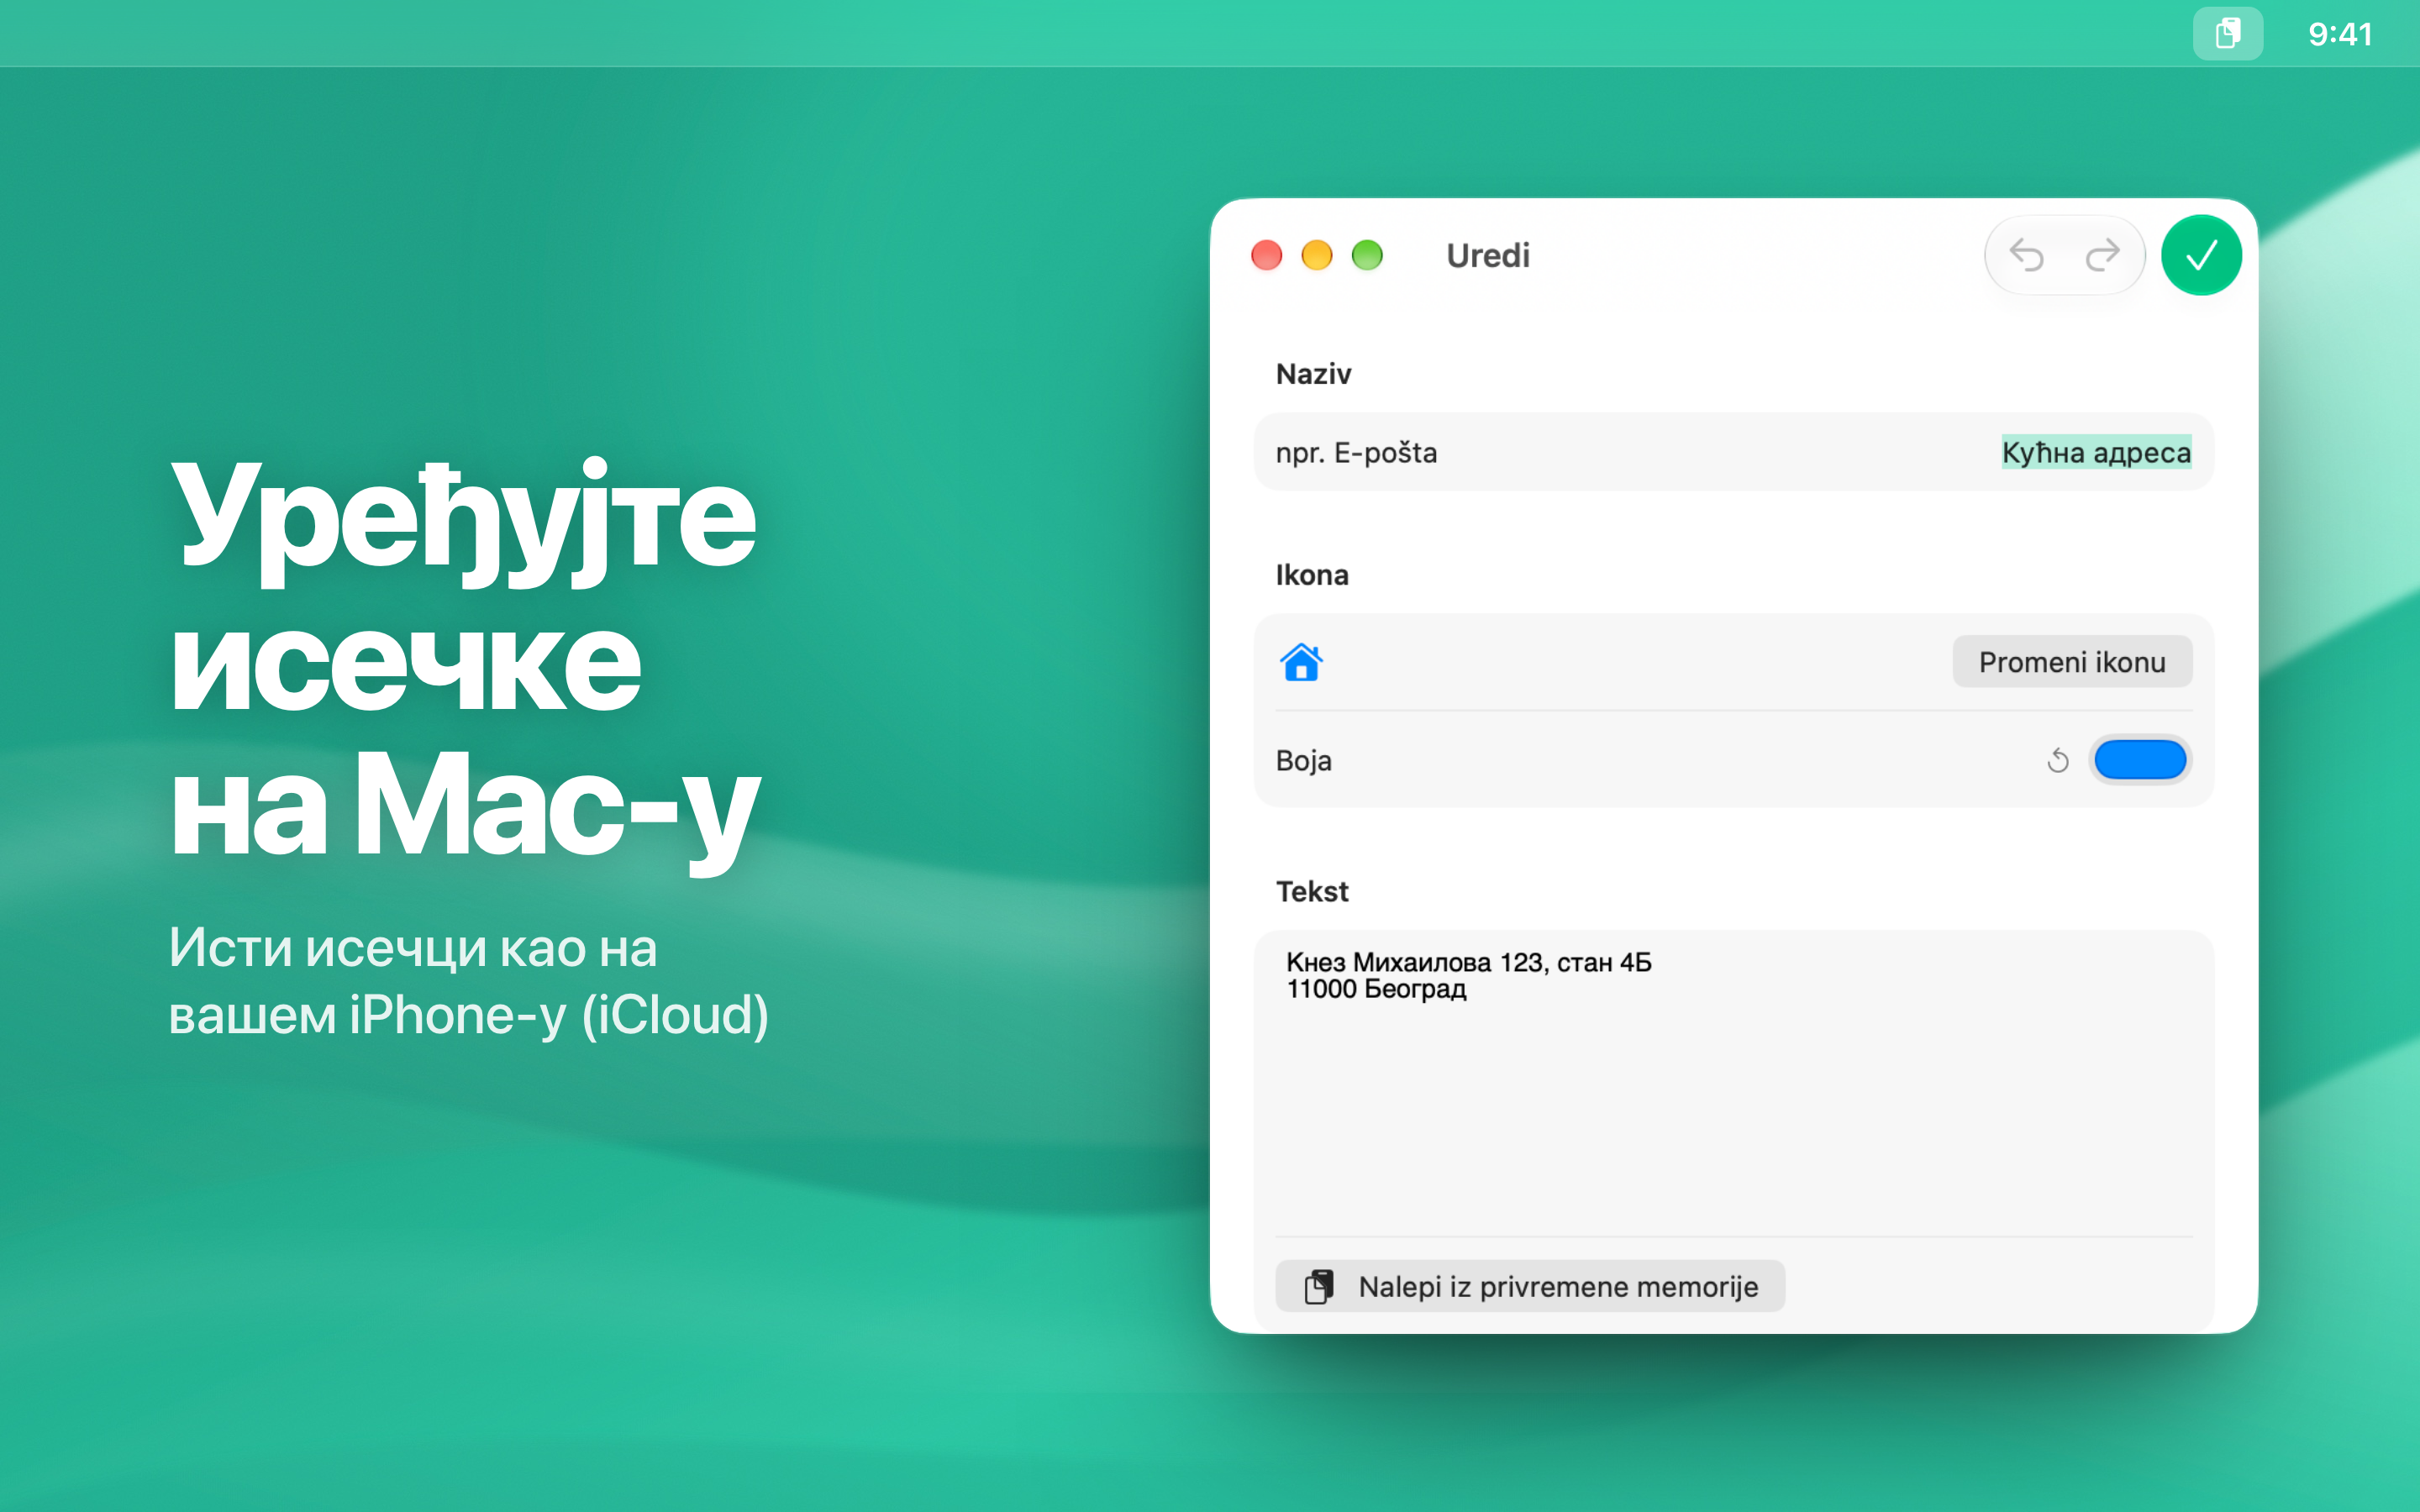 9:41
Уређујте
исечке
на Mac-у
Исти исечци као на
вашем iPhone-у (iCloud)
Uredi
Naziv
npr. E-pošta
Кућна адреса
Ikona
Promeni ikonu
Boja
Tekst
Кнез Михаилова 123, стан 4Б
11000 Београд
Nalepi iz privremene memorije